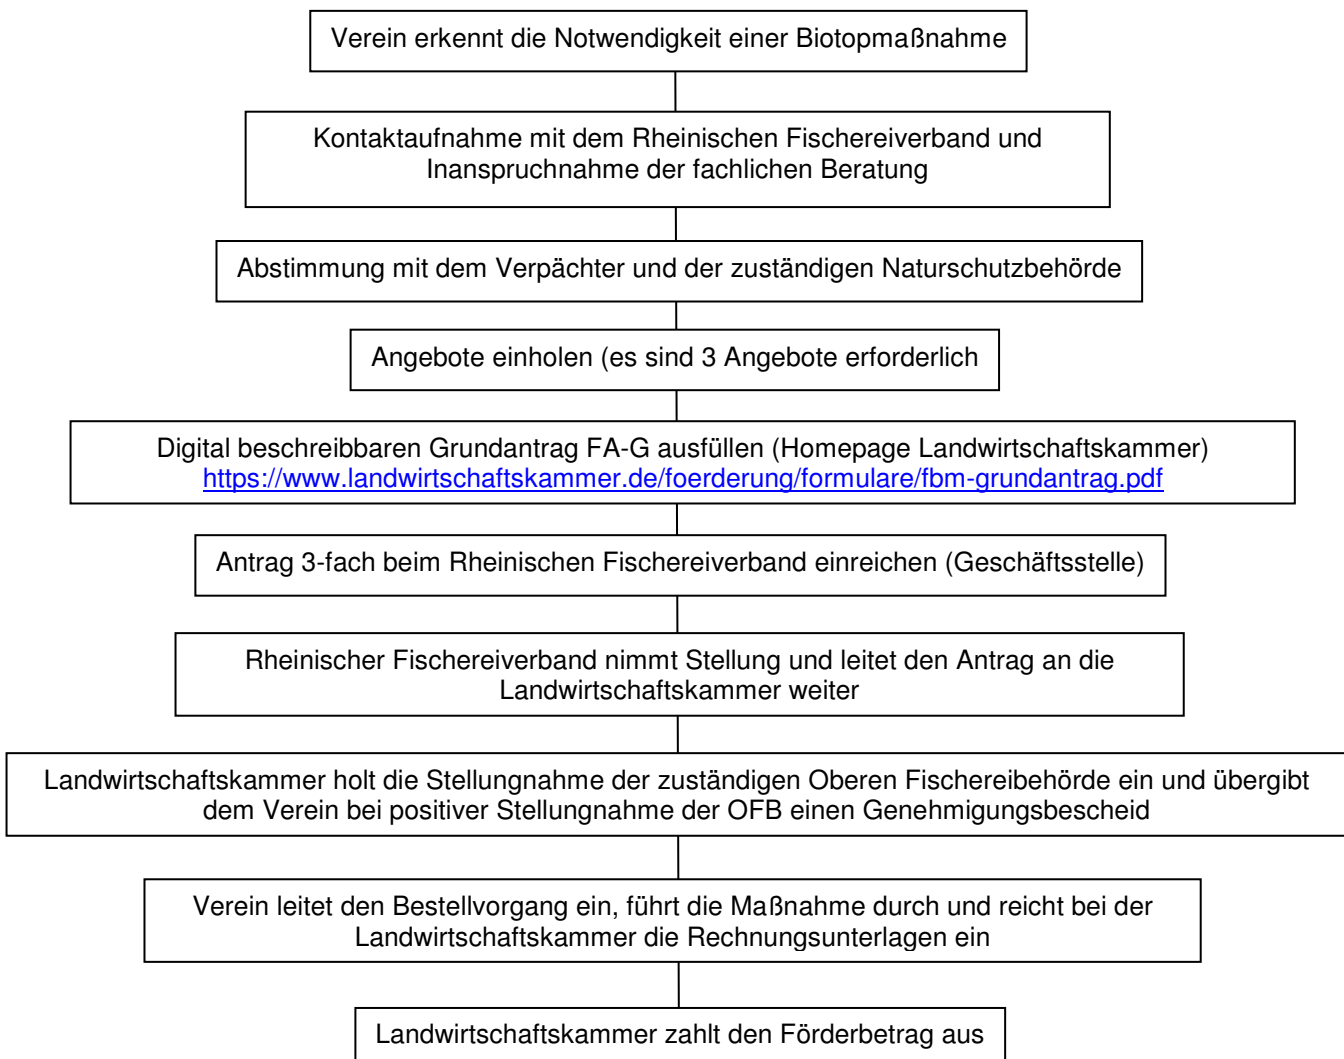 Verein erkennt die Notwendigkeit einer Biotopmaßnahme
Kontaktaufnahme mit dem Rheinischen Fischereiverband und
Inanspruchnahme der fachlichen Beratung
Abstimmung mit dem Verpächter und der zuständigen Naturschutzbehörde
Angebote einholen (es sind 3 Angebote erforderlich
Digital beschreibbaren Grundantrag FA-G ausfüllen (Homepage Landwirtschaftskammer)
https://www.landwirtschaftskammer.de/foerderung/formulare/fbm-grundantrag.pdf
Antrag 3-fach beim Rheinischen Fischereiverband einreichen (Geschäftsstelle)
Rheinischer Fischereiverband nimmt Stellung und leitet den Antrag an die
Landwirtschaftskammer weiter
Landwirtschaftskammer holt die Stellungnahme der zuständigen Oberen Fischereibehörde ein und übergibt
dem Verein bei positiver Stellungnahme der OFB einen Genehmigungsbescheid
Verein leitet den Bestellvorgang ein, führt die Maßnahme durch und reicht bei der
Landwirtschaftskammer die Rechnungsunterlagen ein
Landwirtschaftskammer zahlt den Förderbetrag aus